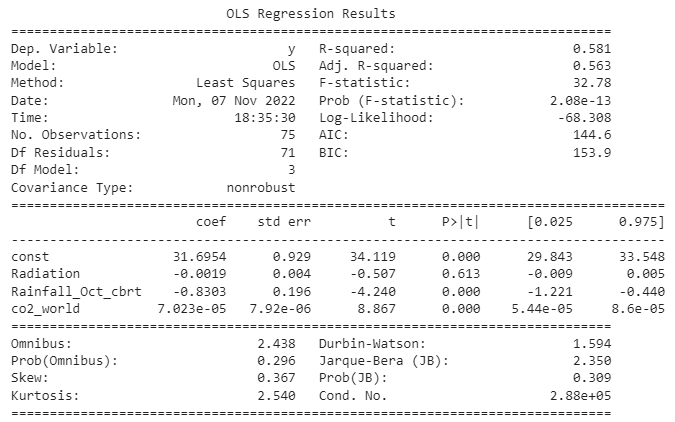 OLS Regression Results
==============================================================================
Dep. Variable: y R-squared: 0.581
Model: OLS Adj. R-squared: 0.563
Method: Least Squares F-statistic: 32.78
Date: Mon, 07 Nov 2022 Prob (F-statistic): 2.08e-13
Time: 18:35:30 Log-Likelihood: -68.308
No. Observations: 75 AIC: 144.6
Df Residuals: 71 BIC: 153.9
Df Model: 3
Covariance Type: nonrobust
====================================================================================
coef std err t P>|t| [0.025 0.975]
------------------------------------------------------------------------------------
const 31.6954 0.929 34.119 0.000 29.843 33.548
Radiation -0.0019 0.004 -0.507 0.613 -0.009 0.005
Rainfall_Oct_cbrt -0.8303 0.196 -4.240 0.000 -1.221 -0.440
co2_world 7.023e-05 7.92e-06 8.867 0.000 5.44e-05 8.6e-05
==============================================================================
Omnibus: 2.438 Durbin-Watson: 1.594
Prob(Omnibus): 0.296 Jarque-Bera (JB): 2.350
Skew: 0.367 Prob(JB): 0.309
Kurtosis: 2.540 Cond. No. 2.88e+05
==============================================================================